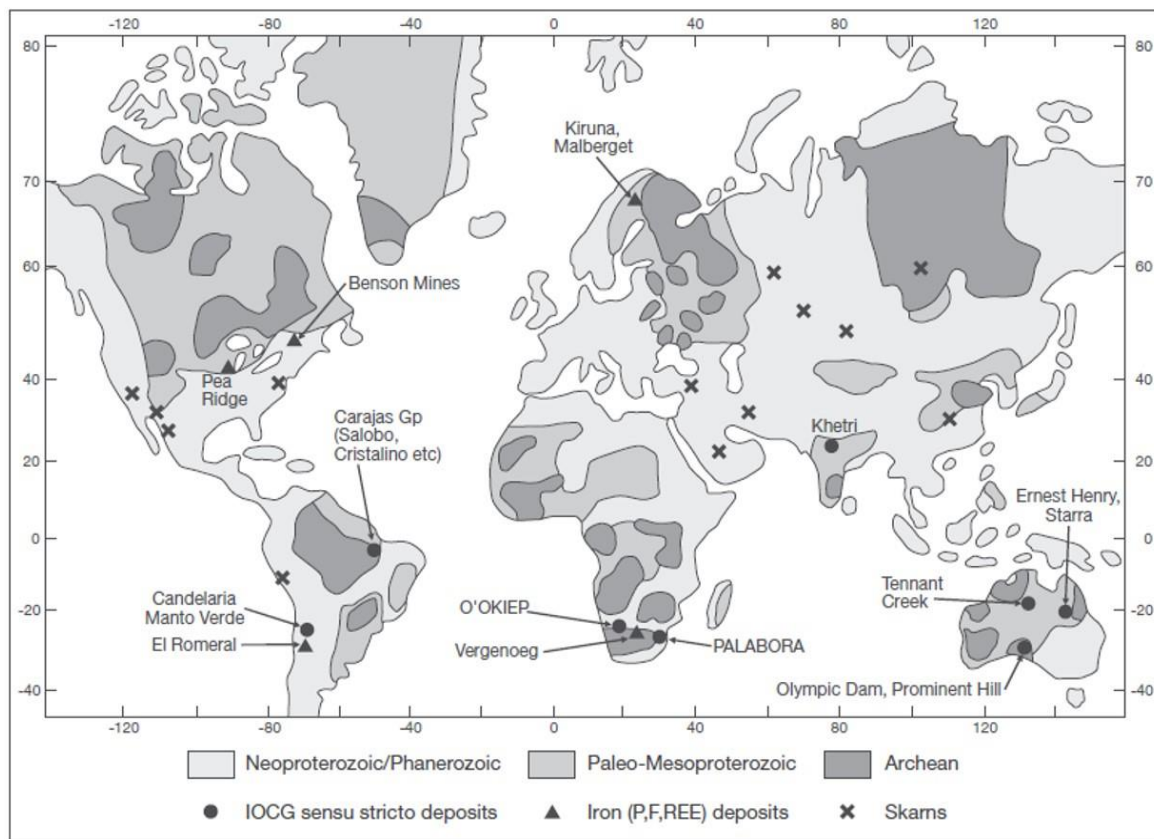 -120 -80 -40 0 40 80 120
80 80
70 70
60 60
40 40
20 20
0 0
-20 -20
-40 -40
-120 -80 -40 0 40 80 120
Kiruna,
Malberget
Benson Mines
Pea
Ridge
Carajas Gp
(Salobo,
Cristalino etc)
Khetri
Ernest Henry,
Starra
Candelaria
Manto Verde
El Romeral
O'OKIEP
Vergenoeg
PALABORA
Tennant
Creek
Olympic Dam, Prominent Hill
Neoproterozoic/Phanerozoic Paleo-Mesoproterozoic Archean
IOCG sensu stricto deposits Iron (P,F,REE) deposits Skarns